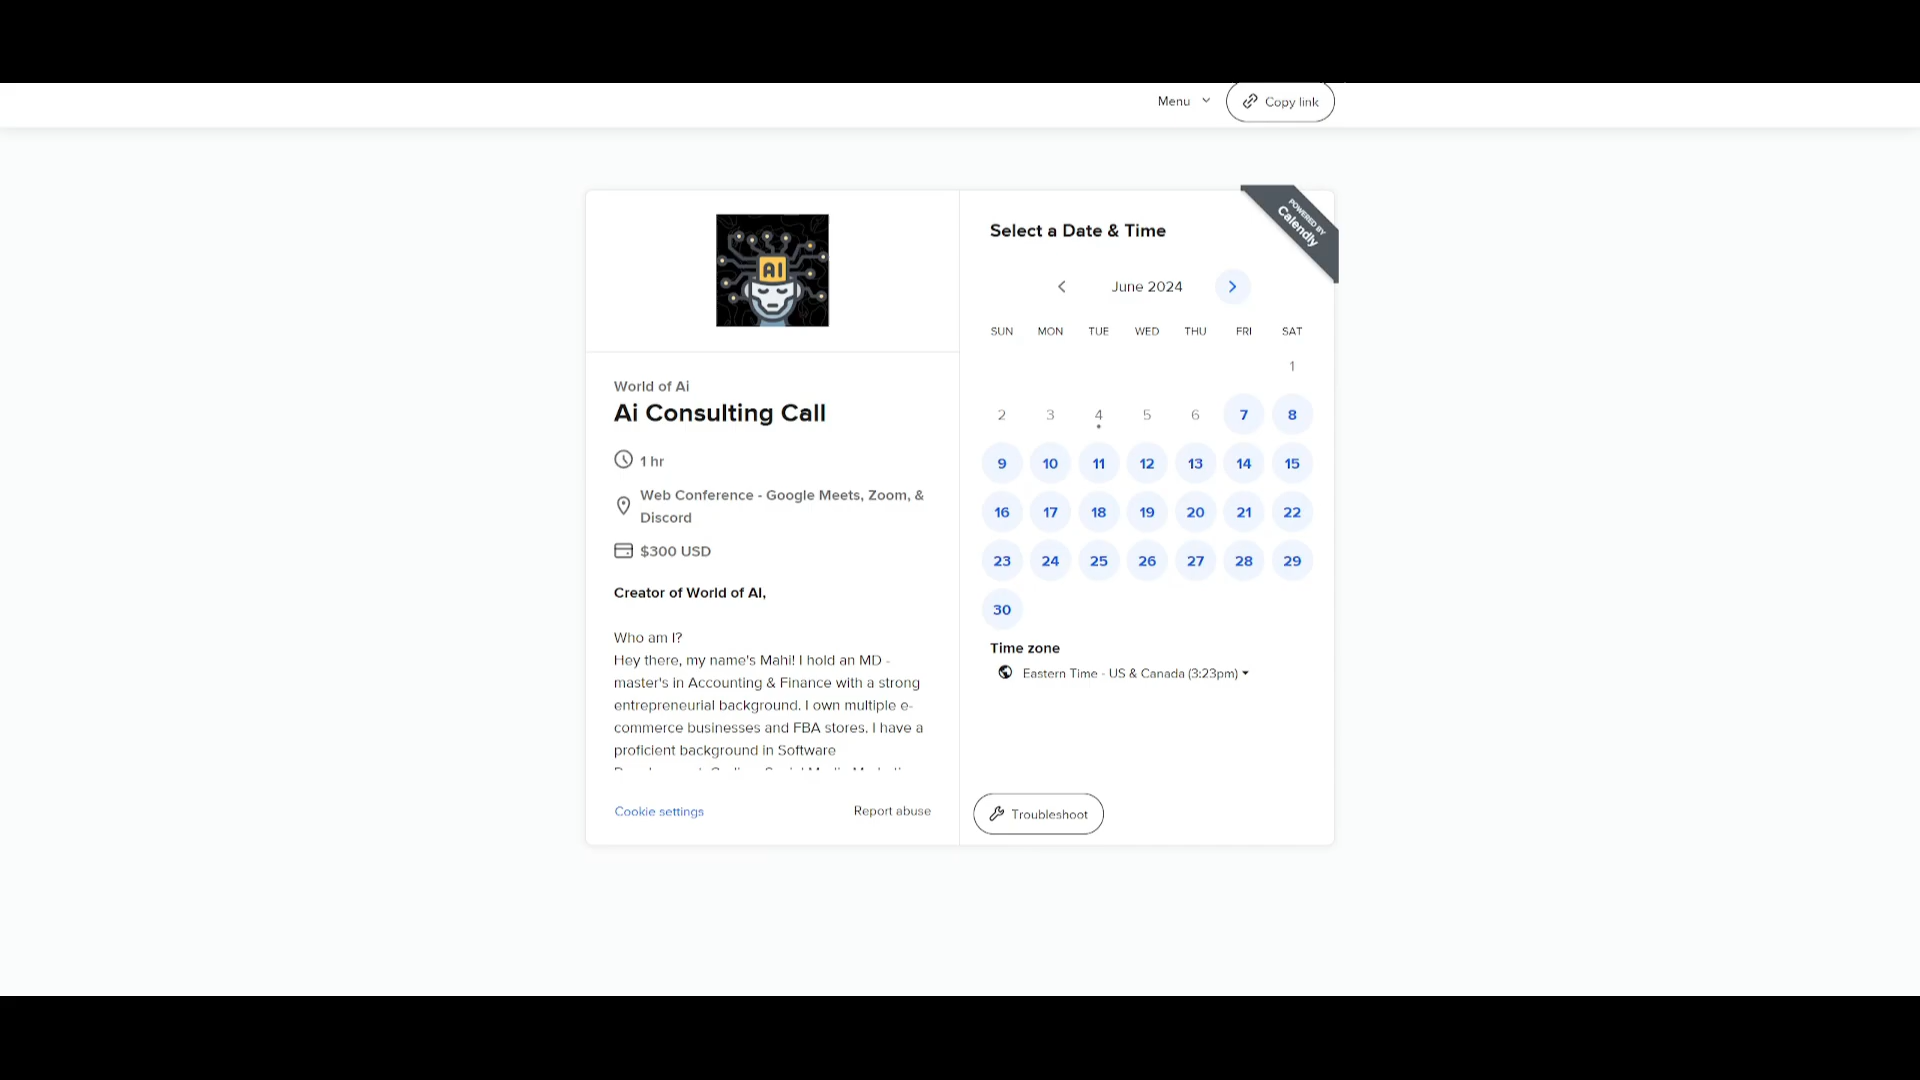 Menu
Copy link
AI
World of Ai
Ai Consulting Call
1 hr
Web Conference - Google Meets, Zoom, &
Discord
$300 USD
Creator of World of AI,
Who am I?
Hey there, my name's Mahi! I hold an MD -
master's in Accounting & Finance with a strong
entrepreneurial background. I own multiple e-
commerce businesses and FBA stores. I have a
proficient background in Software
Cookie settings
Report abuse
Select a Date & Time
POWERED BY
Calendly
June 2024
SUN MON TUE WED THU FRI SAT
1
2 3 4 5 6 7 8
9 10 11 12 13 14 15
16 17 18 19 20 21 22
23 24 25 26 27 28 29
30
Time zone
Eastern Time - US & Canada (3:23pm)
Troubleshoot